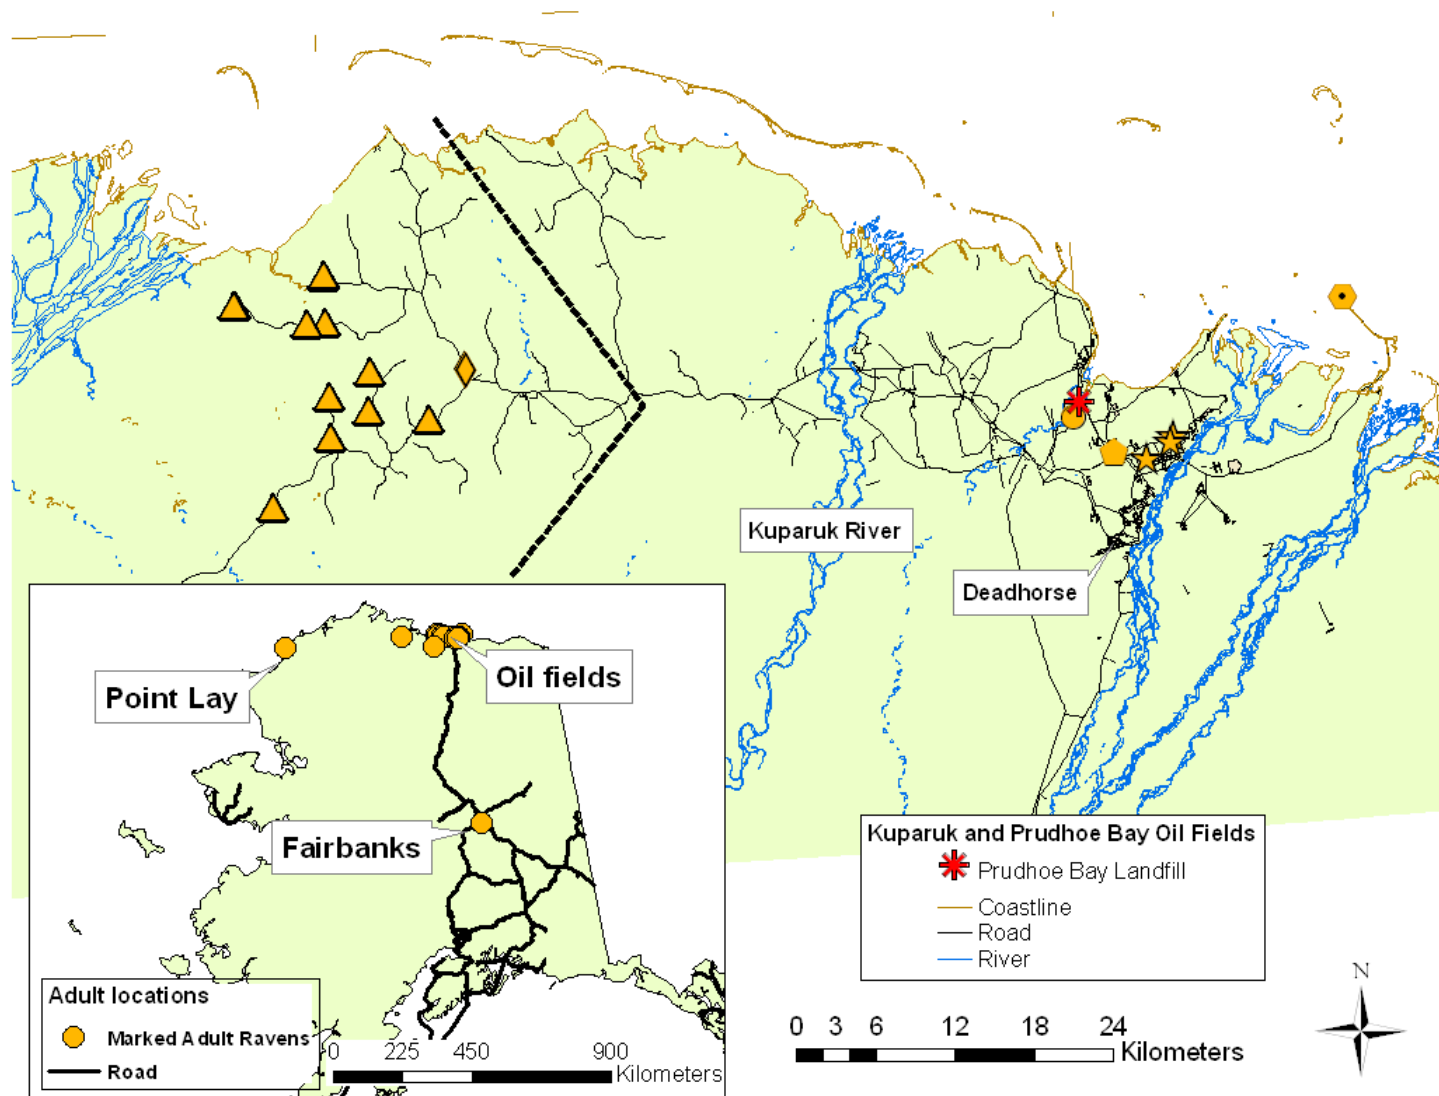 Kuparuk River
Deadhorse
Point Lay
Oil fields
Fairbanks
Adult locations
Marked Adult Ravens
Road
0 225 450 900
Kilometers
Kuparuk and Prudhoe Bay Oil Fields
Prudhoe Bay Landfill
Coastline
Road
River
N
0 3 6 12 18 24
Kilometers